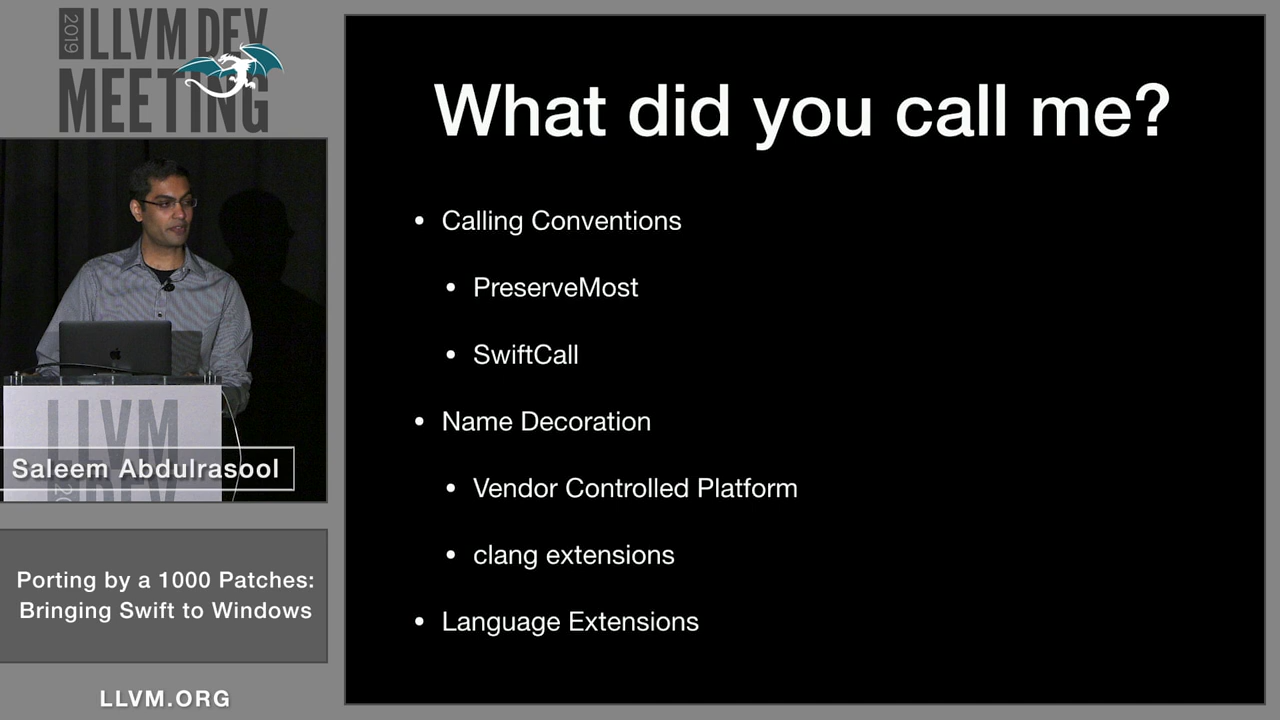 2019 LLVM DEV
MEETING
LLVM
Saleem Abdulrasool
Porting by a 1000 Patches:
Bringing Swift to Windows
LLVM.ORG
What did you call me?
• Calling Conventions
• PreserveMost
• SwiftCall
• Name Decoration
• Vendor Controlled Platform
• clang extensions
• Language Extensions